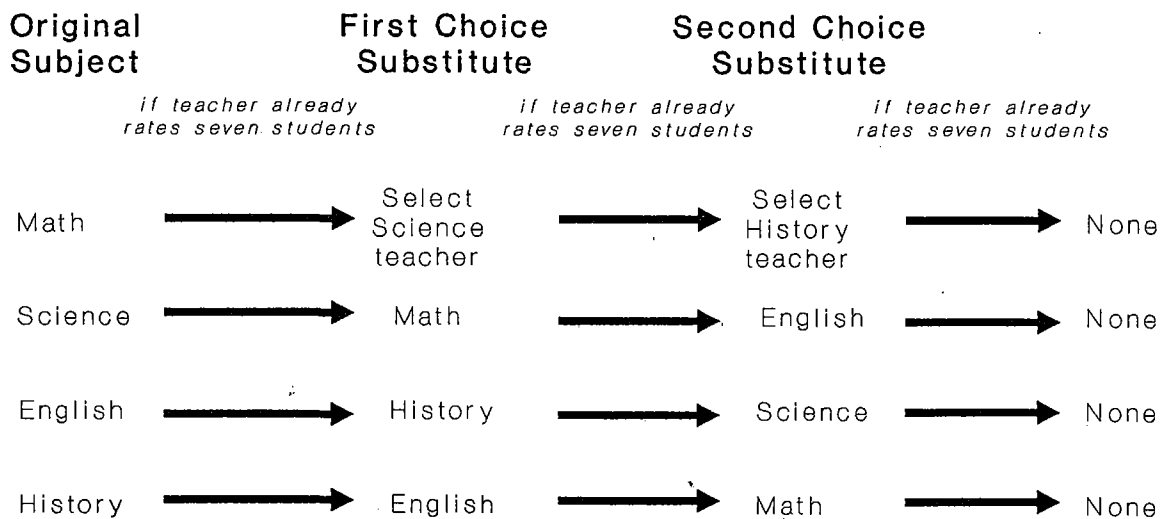 Original Subject
First Choice Substitute
Second Choice Substitute
if teacher already rates seven students
if teacher already rates seven students
if teacher already rates seven students
Math
Select Science teacher
Select History teacher
None
Science
Math
English
None
English
History
Science
None
History
English
Math
None